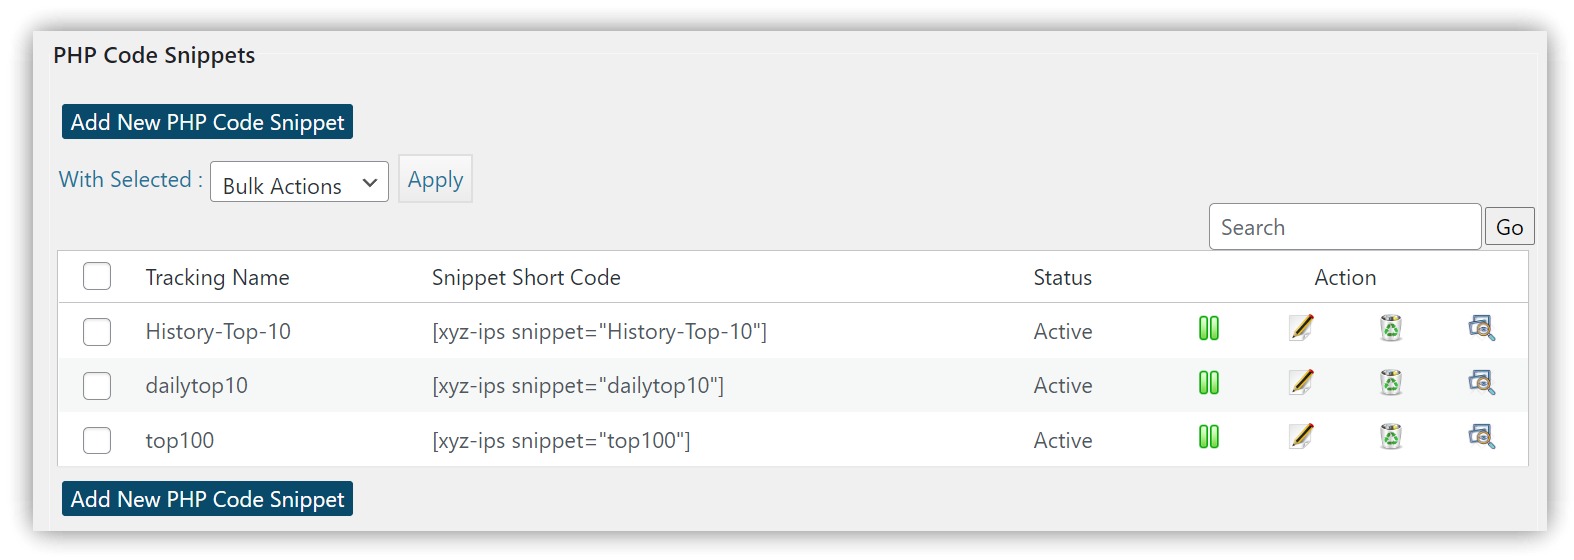 PHP Code Snippets
Add New PHP Code Snippet
With Selected : Bulk Actions Apply
Search Go
Tracking Name Snippet Short Code Status Action
History-Top-10 [xyz-ips snippet="History-Top-10"] Active
dailytop10 [xyz-ips snippet="dailytop10"] Active
top100 [xyz-ips snippet="top100"] Active
Add New PHP Code Snippet